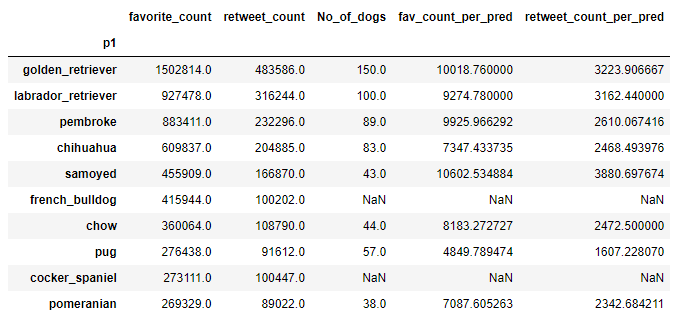 favorite_count retweet_count No_of_dogs fav_count_per_pred retweet_count_per_pred
p1
golden_retriever 1502814.0 483586.0 150.0 10018.760000 3223.906667
labrador_retriever 927478.0 316244.0 100.0 9274.780000 3162.440000
pembroke 883411.0 232296.0 89.0 9925.966292 2610.067416
chihuahua 609837.0 204885.0 83.0 7347.433735 2468.493976
samoyed 455909.0 166870.0 43.0 10602.534884 3880.697674
french_bulldog 415944.0 100202.0 NaN NaN NaN
chow 360064.0 108790.0 44.0 8183.272727 2472.500000
pug 276438.0 91612.0 57.0 4849.789474 1607.228070
cocker_spaniel 273111.0 100447.0 NaN NaN NaN
pomeranian 269329.0 89022.0 38.0 7087.605263 2342.684211